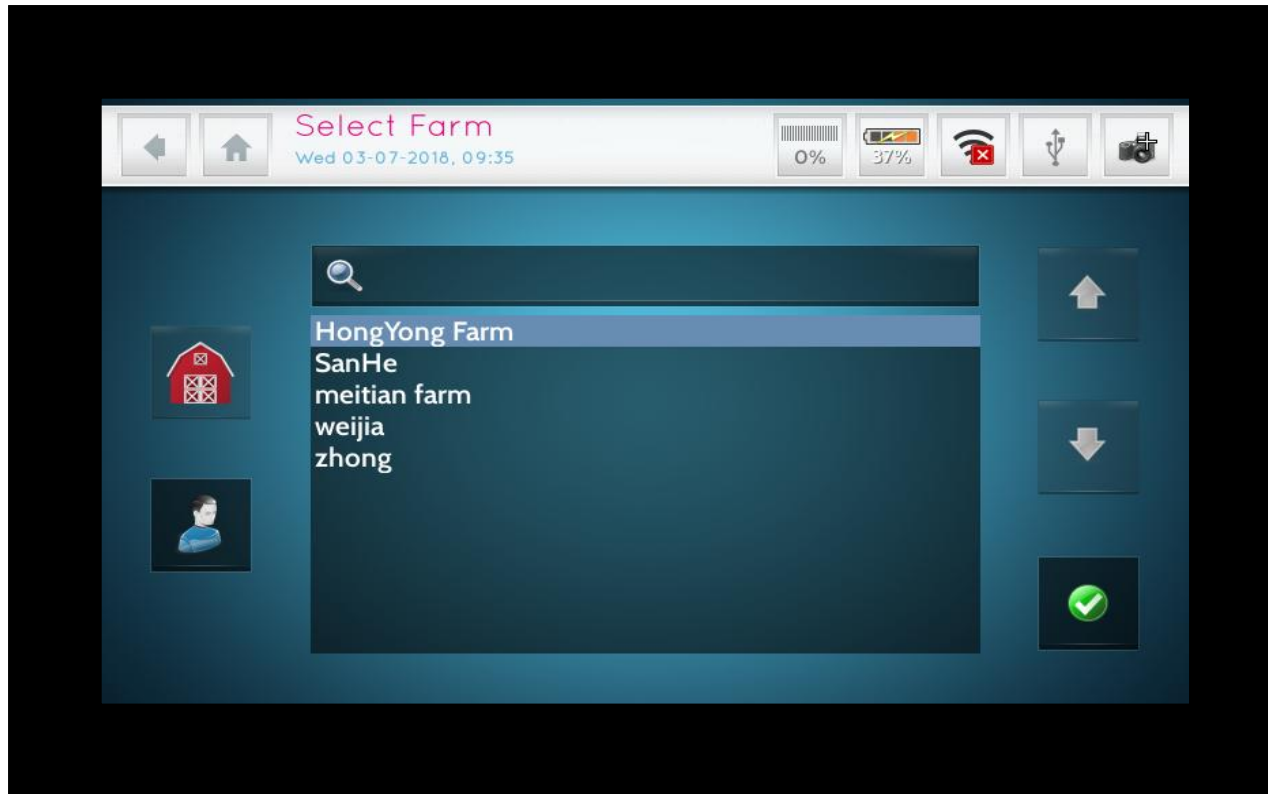 Select Farm
Wed 03-07-2018, 09:35
0%
37%
HongYong Farm
SanHe
meitian farm
weijia
zhong